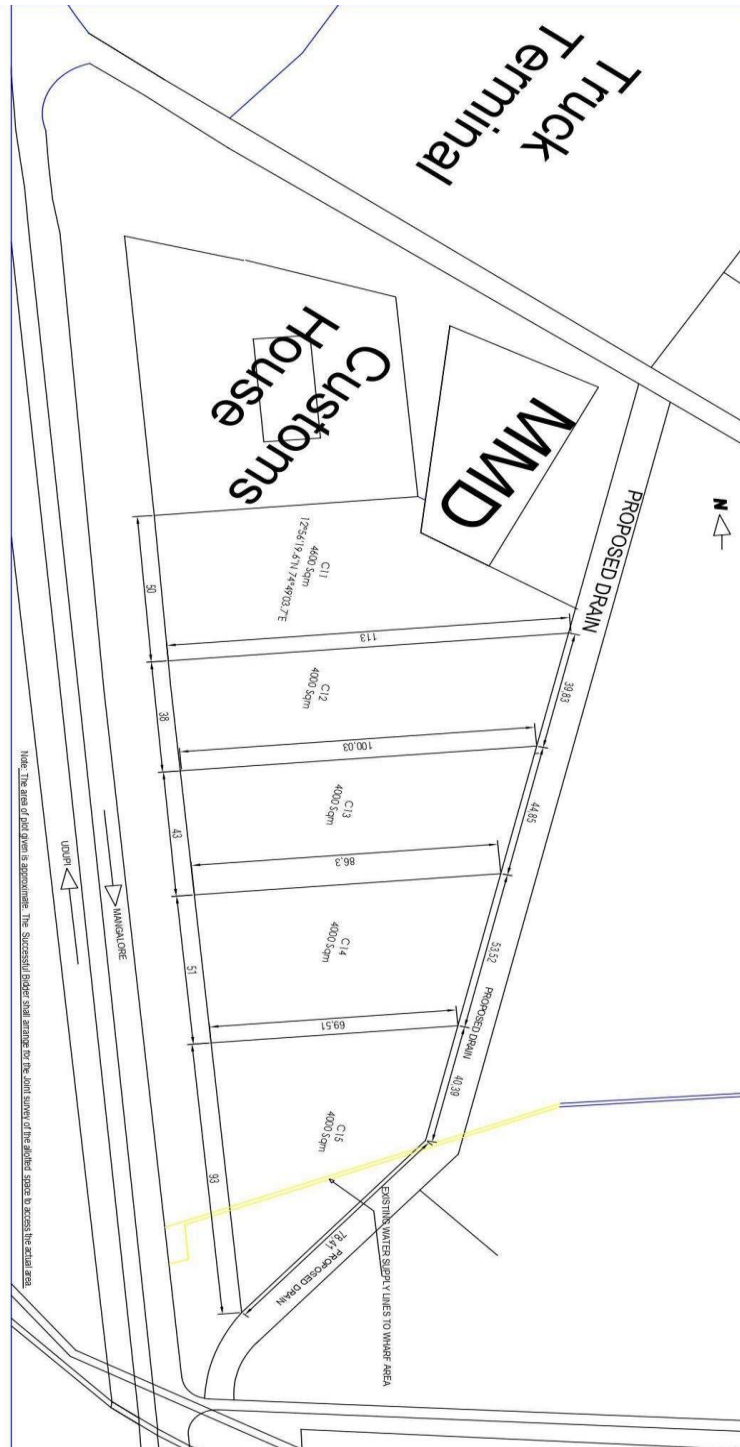 Truck
Terminal
Customs
House
MMD
N
PROPOSED DRAIN
C11
4600 Sqm
12°56'19.6"N 74°49'03.7"E
50
113
39.83
C12
4000 Sqm
38
100.03
44.85
C13
4000 Sqm
43
86.3
53.52
C14
4000 Sqm
51
69.51
PROPOSED DRAIN
40.39
C15
4000 Sqm
93
78.41
PROPOSED DRAIN
EXISTING WATER SUPPLY LINES TO WHARF AREA
MANGALORE
UDUPI
Note: The area of plot given is approximate. The Successful Bidder shall arrange for the Joint survey of the allotted space to access the actual area.